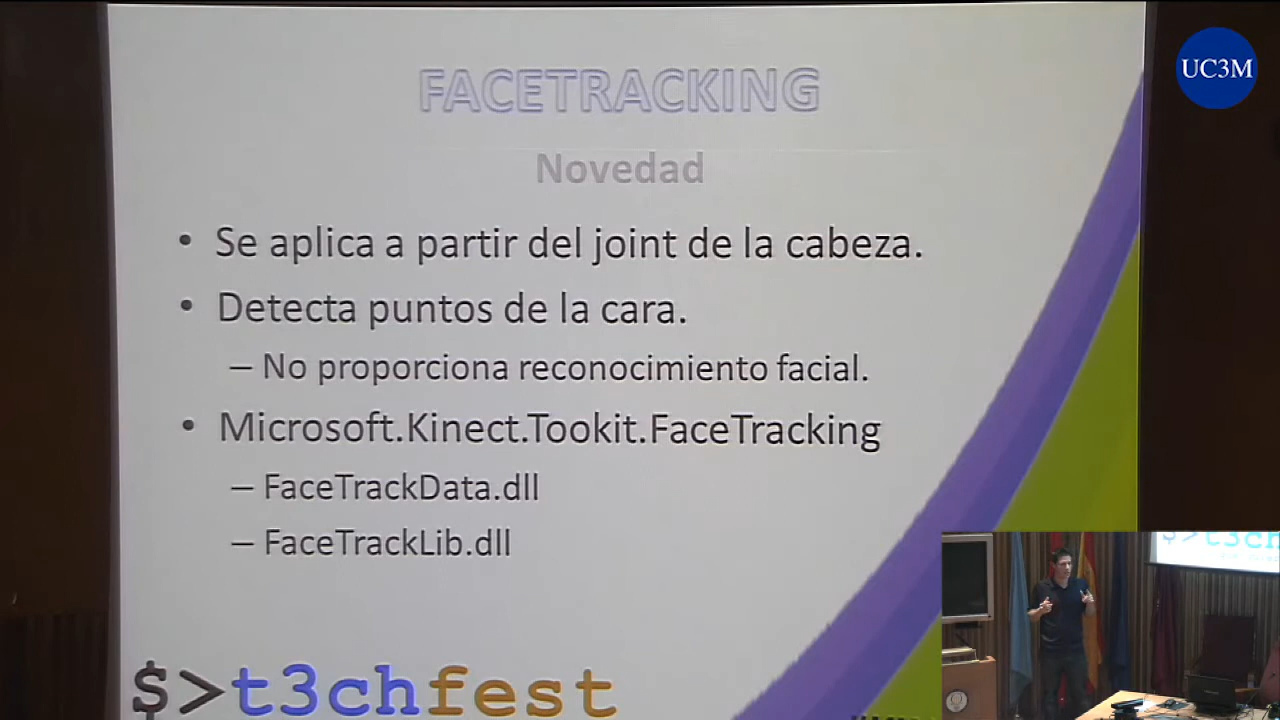 UC3M
FACETRACKING
Novedad
• Se aplica a partir del joint de la cabeza.
• Detecta puntos de la cara.
– No proporciona reconocimiento facial.
• Microsoft.Kinect.Tookit.FaceTracking
– FaceTrackData.dll
– FaceTrackLib.dll
$>t3chfest
$>t3ch